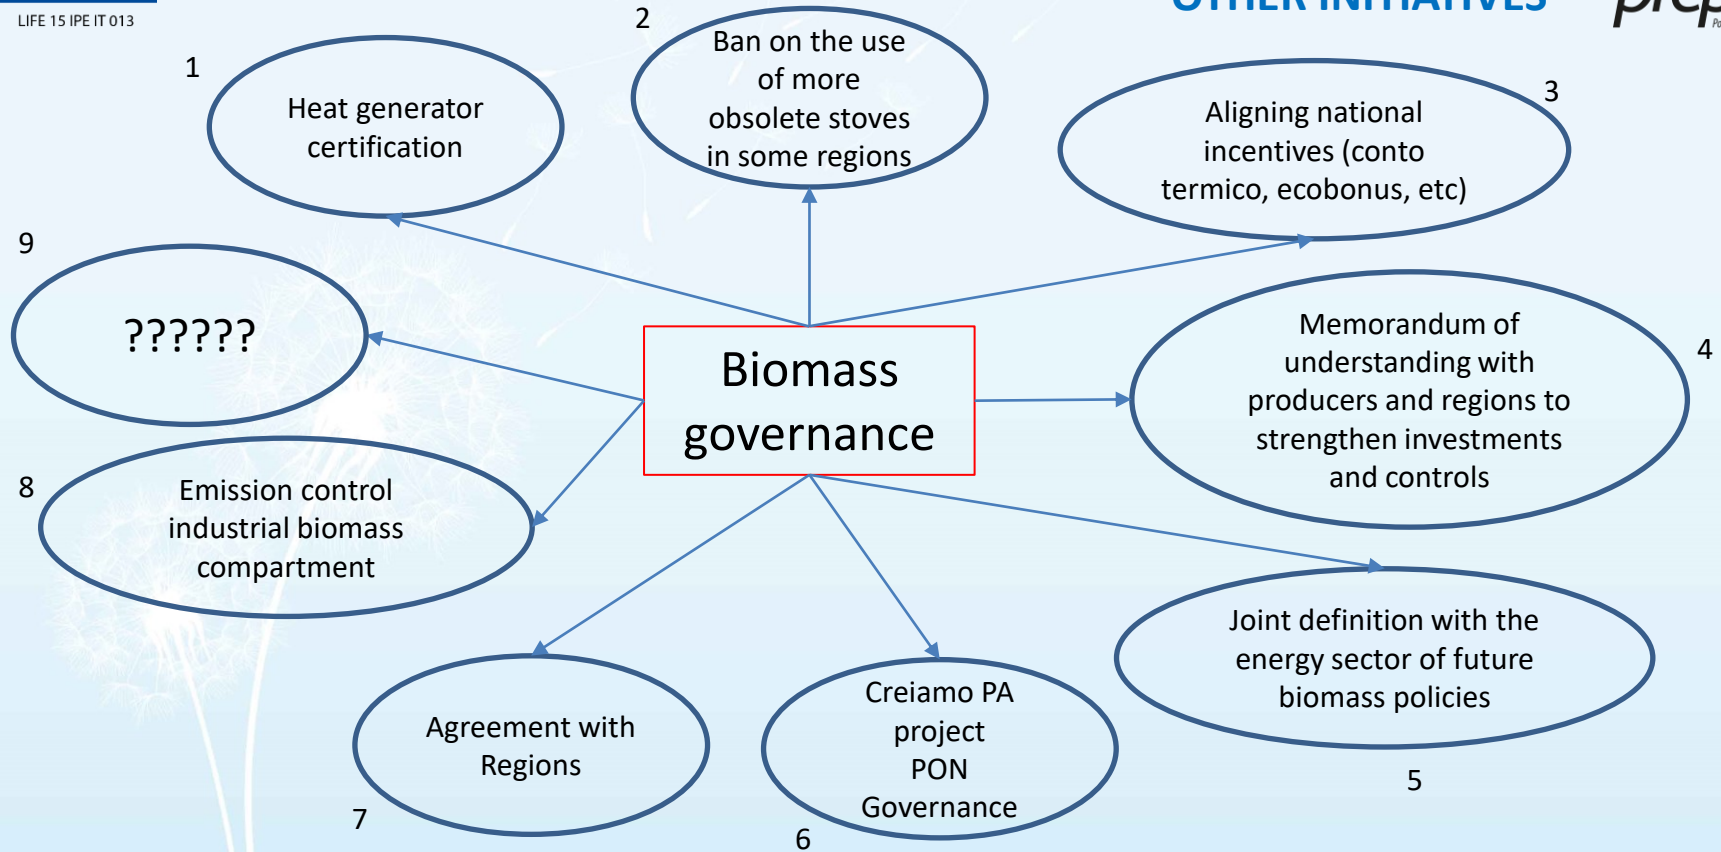 LIFE 15 IPE IT 013
OTHER INITIATIVES
1
Heat generator
certification
2
Ban on the use
of more
obsolete stoves
in some regions
3
Aligning national
incentives (conto
termico, ecobonus, etc)
9
??????
Biomass
governance
Memorandum of
understanding with
producers and regions to
strengthen investments
and controls
4
8
Emission control
industrial biomass
compartment
Joint definition with the
energy sector of future
biomass policies
5
Agreement with
Regions
7
Creiamo PA
project
PON
Governance
6